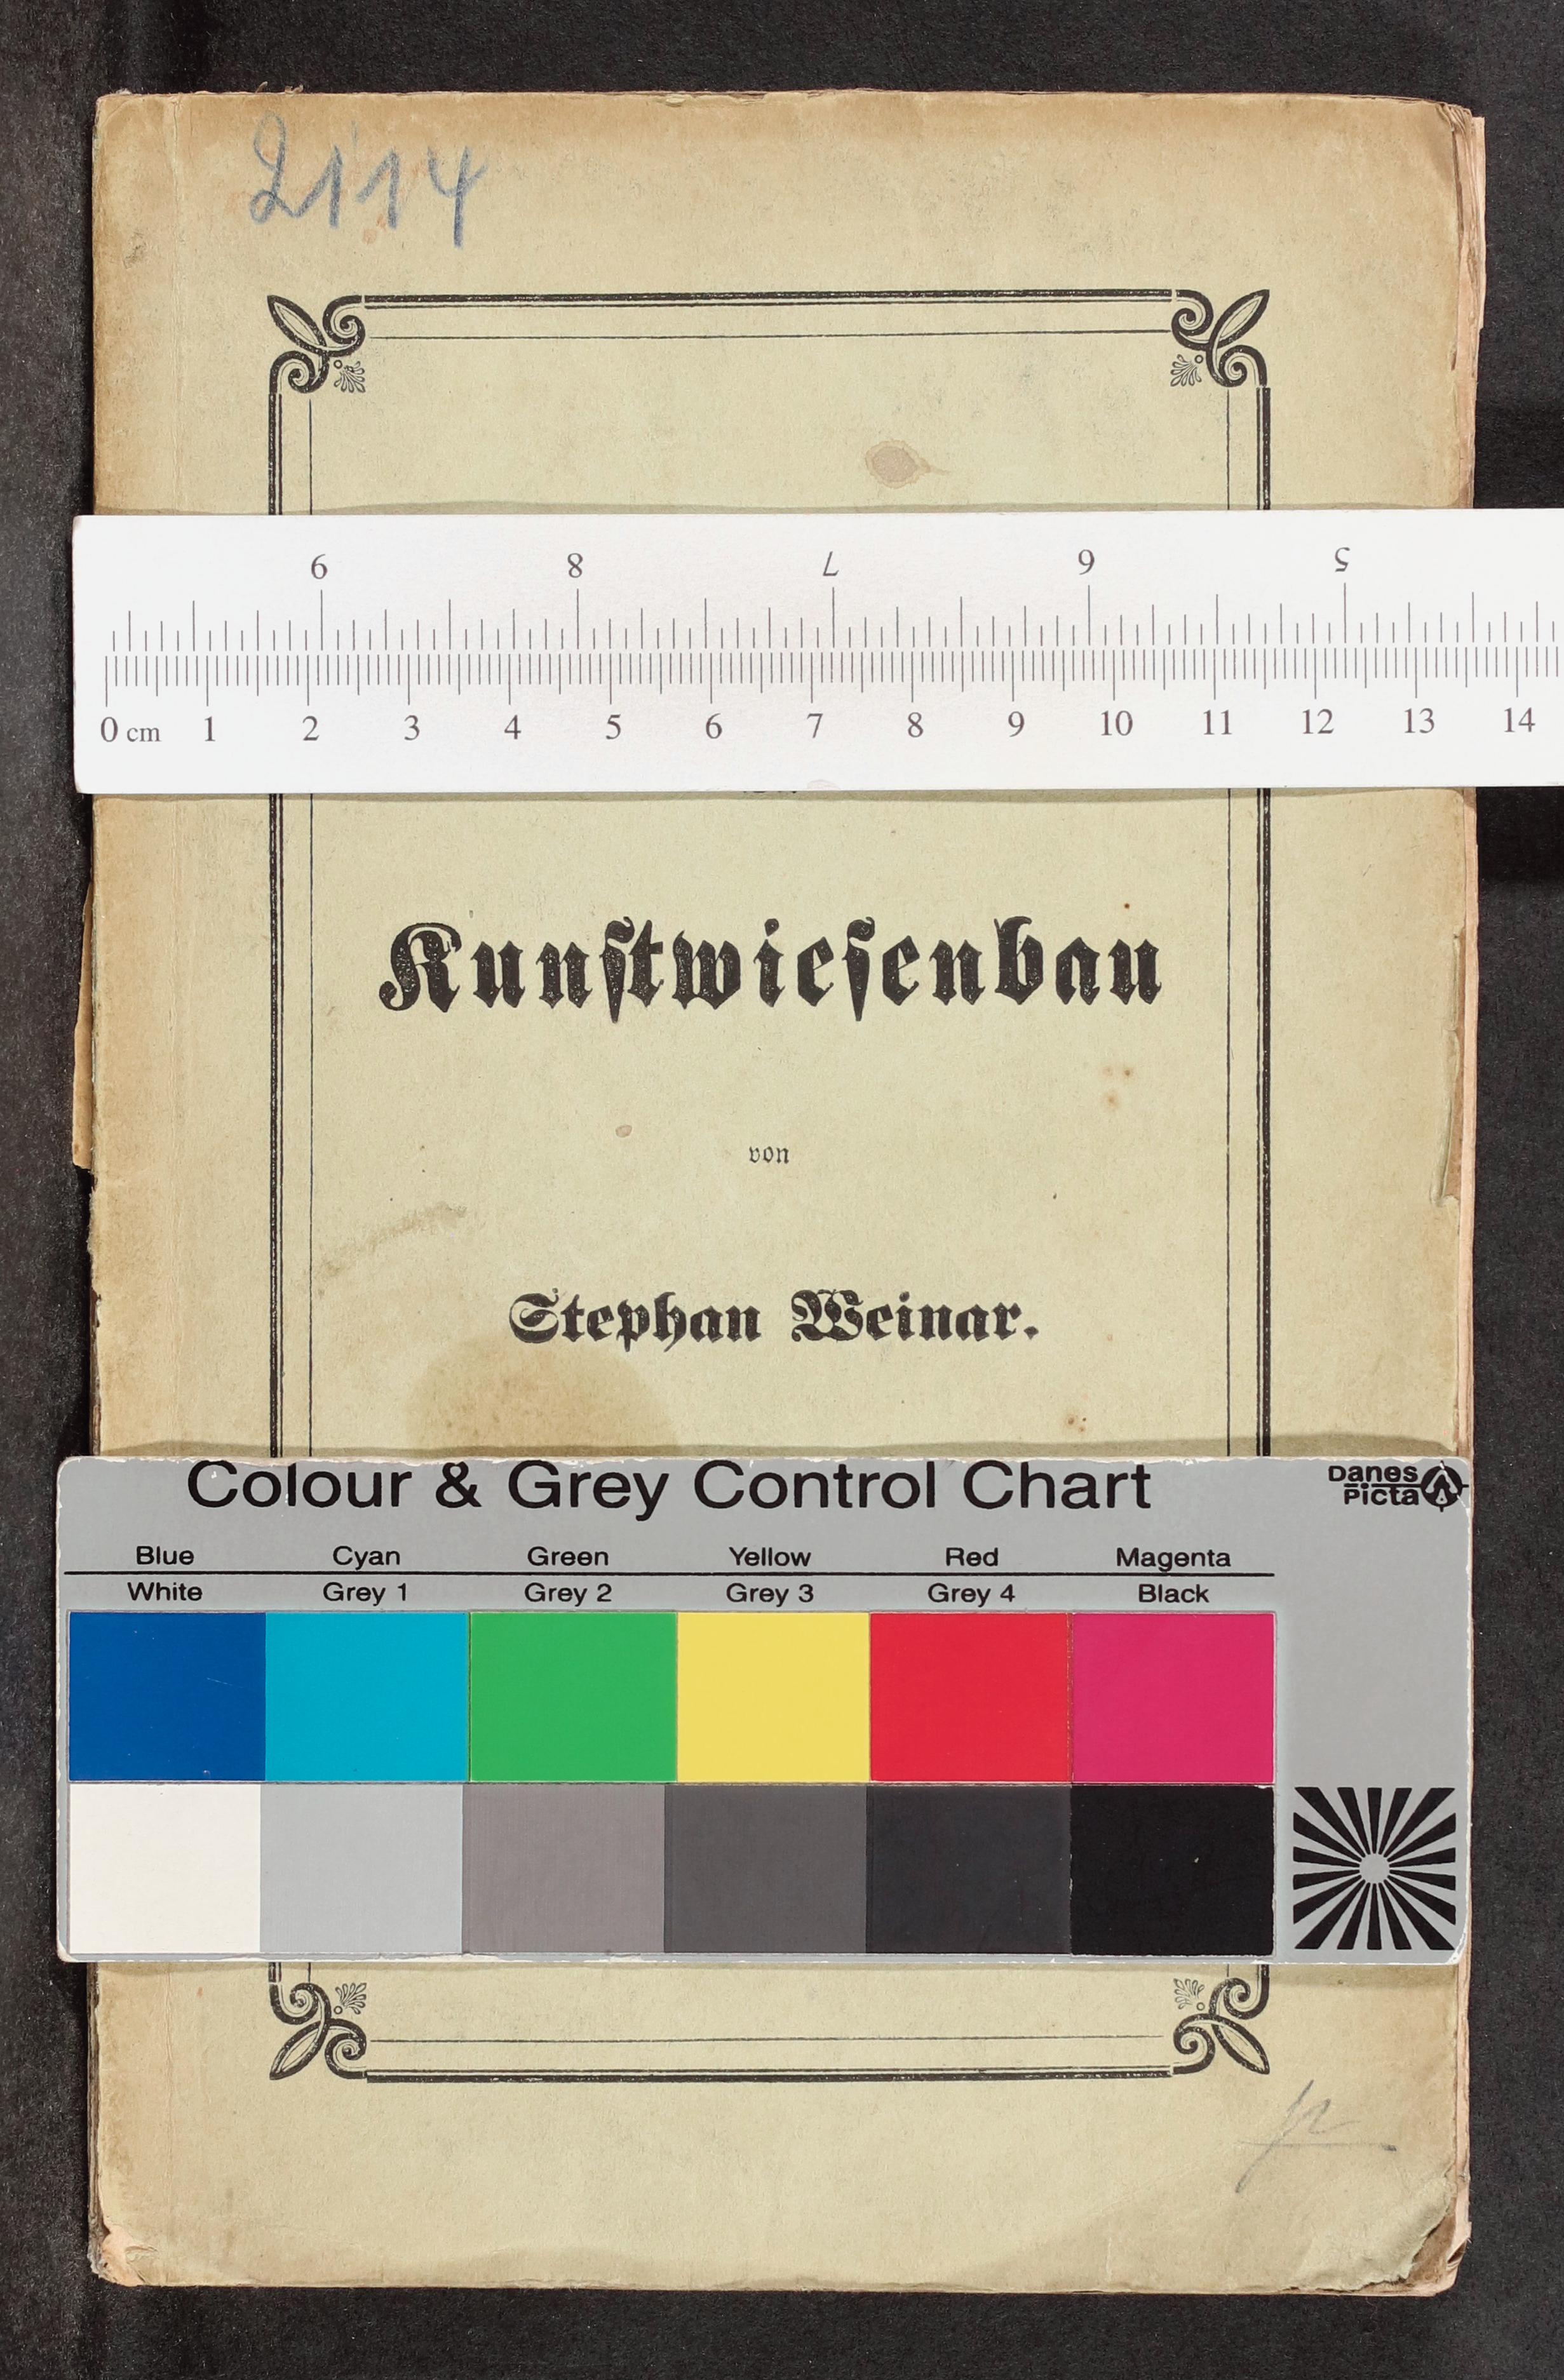 2114
6 8 7 9 5
0 cm 1 2 3 4 5 6 7 8 9 10 11 12 13 14
Kunſtwieſenbau
von
Stephan Weinar.
Colour & Grey Control Chart
Danes
Picta
Blue Cyan Green Yellow Red Magenta
White Grey 1 Grey 2 Grey 3 Grey 4 Black